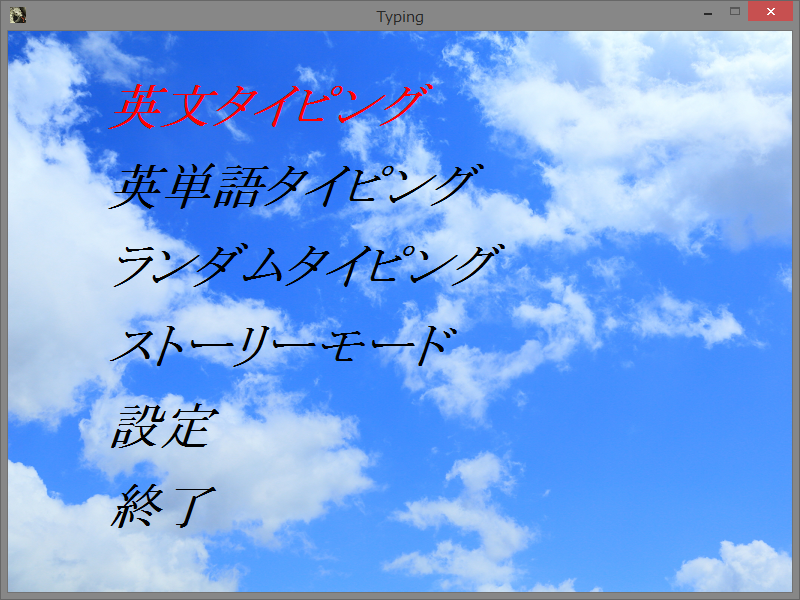 Typing
英文タイピング
英単語タイピング
ランダムタイピング
ストーリーモード
設定
終了